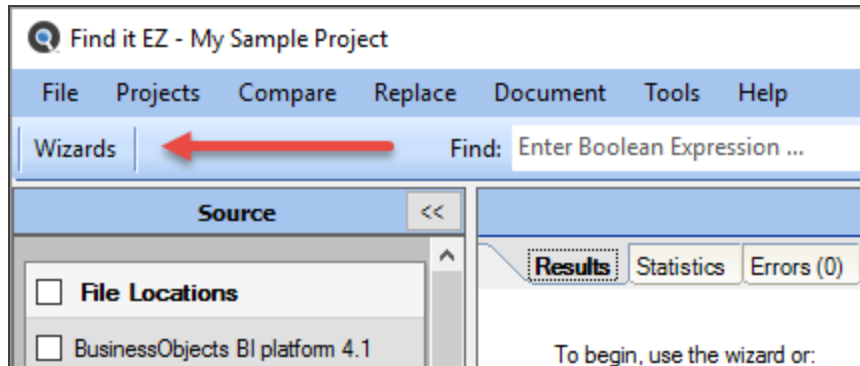 Find it EZ - My Sample Project
File Projects Compare Replace Document Tools Help
Wizards Find: Enter Boolean Expression ...
Source <<
Results Statistics Errors (0)
File Locations
BusinessObjects BI platform 4.1
To begin, use the wizard or: